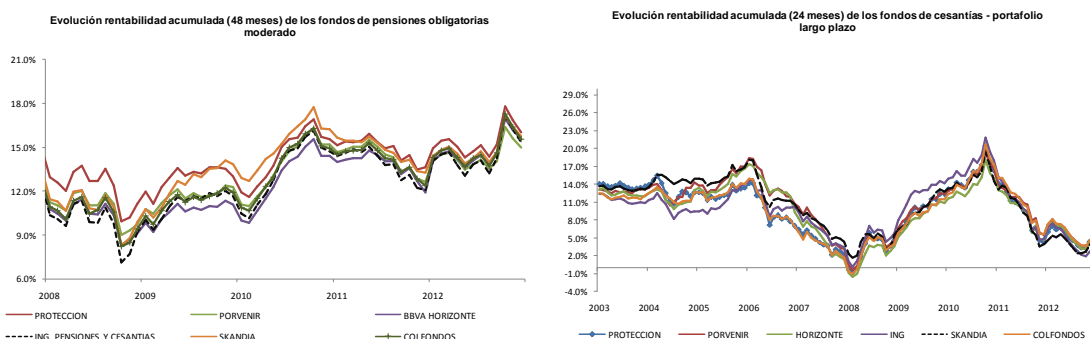 Evolución rentabilidad acumulada (48 meses) de los fondos de pensiones obligatorias
moderado
21.0%
18.0%
15.0%
12.0%
9.0%
6.0%
2008 2009 2010 2011 2012
PROTECCION PORVENIR BBVA HORIZONTE
ING PENSIONES Y CESANTIAS SKANDIA COLFONDOS
Evolución rentabilidad acumulada (24 meses) de los fondos de cesantías - portafolio
largo plazo
29.0%
26.0%
23.0%
20.0%
17.0%
14.0%
11.0%
8.0%
5.0%
2.0%
-1.0%
-4.0%
2003 2004 2005 2006 2007 2008 2009 2010 2011 2012
PROTECCION PORVENIR HORIZONTE ING SKANDIA COLFONDOS